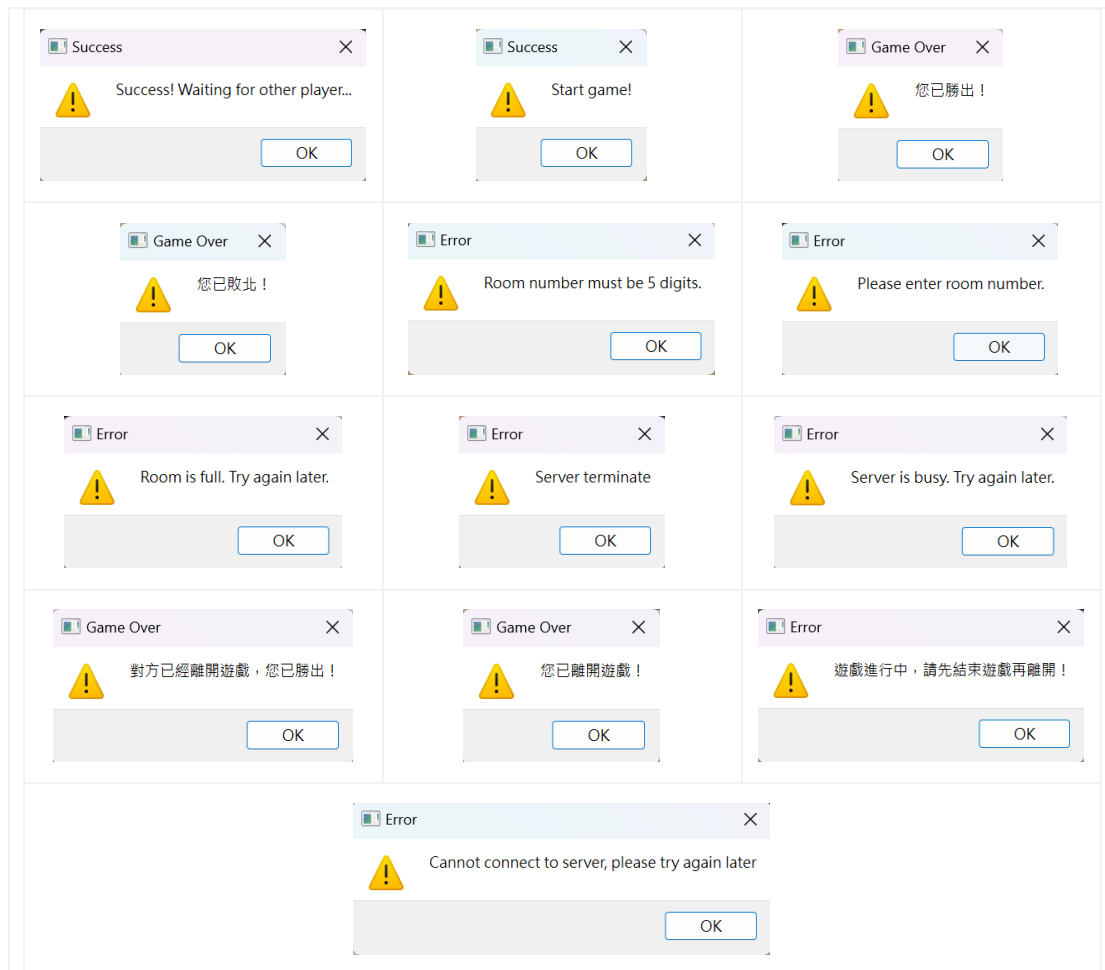 Success
Success! Waiting for other player...
OK
Success
Start game!
OK
Game Over
您已勝出！
OK
Game Over
您已敗北！
OK
Error
Room number must be 5 digits.
OK
Error
Please enter room number.
OK
Error
Room is full. Try again later.
OK
Error
Server terminate
OK
Error
Server is busy. Try again later.
OK
Game Over
對方已經離開遊戲，您已勝出！
OK
Game Over
您已離開遊戲！
OK
Error
遊戲進行中，請先結束遊戲再離開！
OK
Error
Cannot connect to server, please try again later
OK